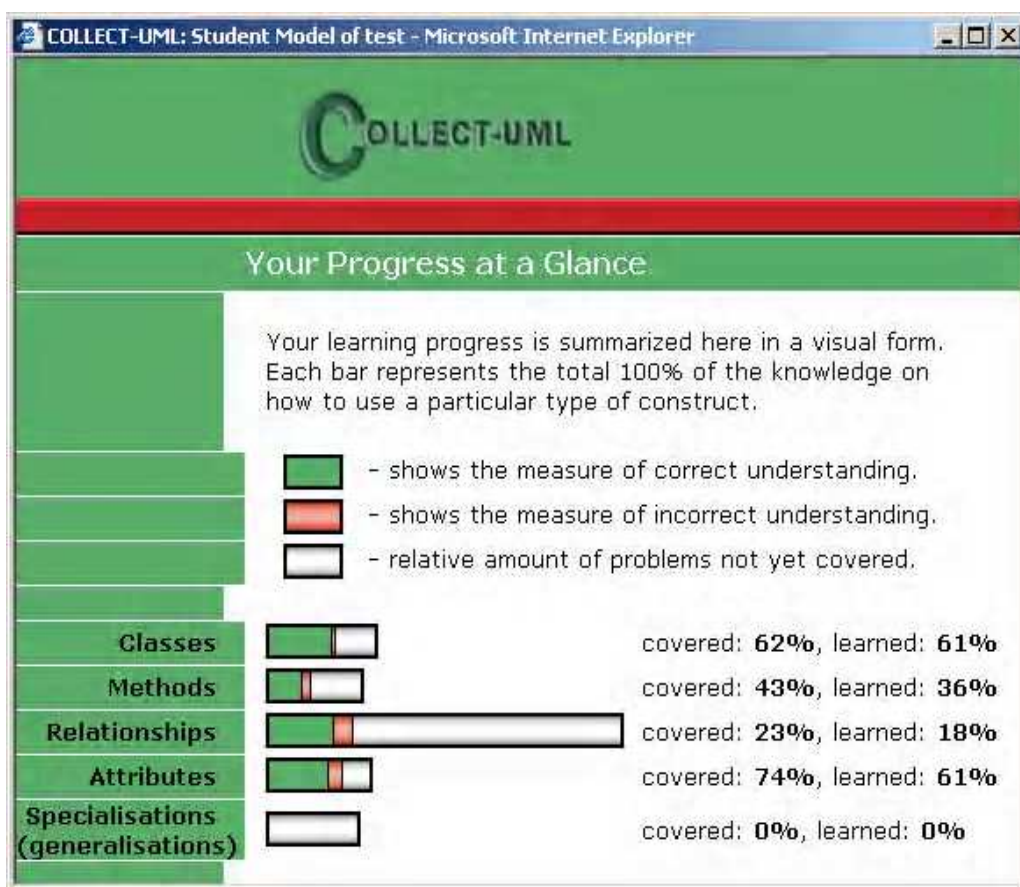 COLLECT-UML: Student Model of test - Microsoft Internet Explorer
COLLECT-UML
Your Progress at a Glance
Your learning progress is summarized here in a visual form.
Each bar represents the total 100% of the knowledge on
how to use a particular type of construct.
- shows the measure of correct understanding.
- shows the measure of incorrect understanding.
- relative amount of problems not yet covered.
Classes covered: 62%, learned: 61%
Methods covered: 43%, learned: 36%
Relationships covered: 23%, learned: 18%
Attributes covered: 74%, learned: 61%
Specialisations
(generalisations) covered: 0%, learned: 0%